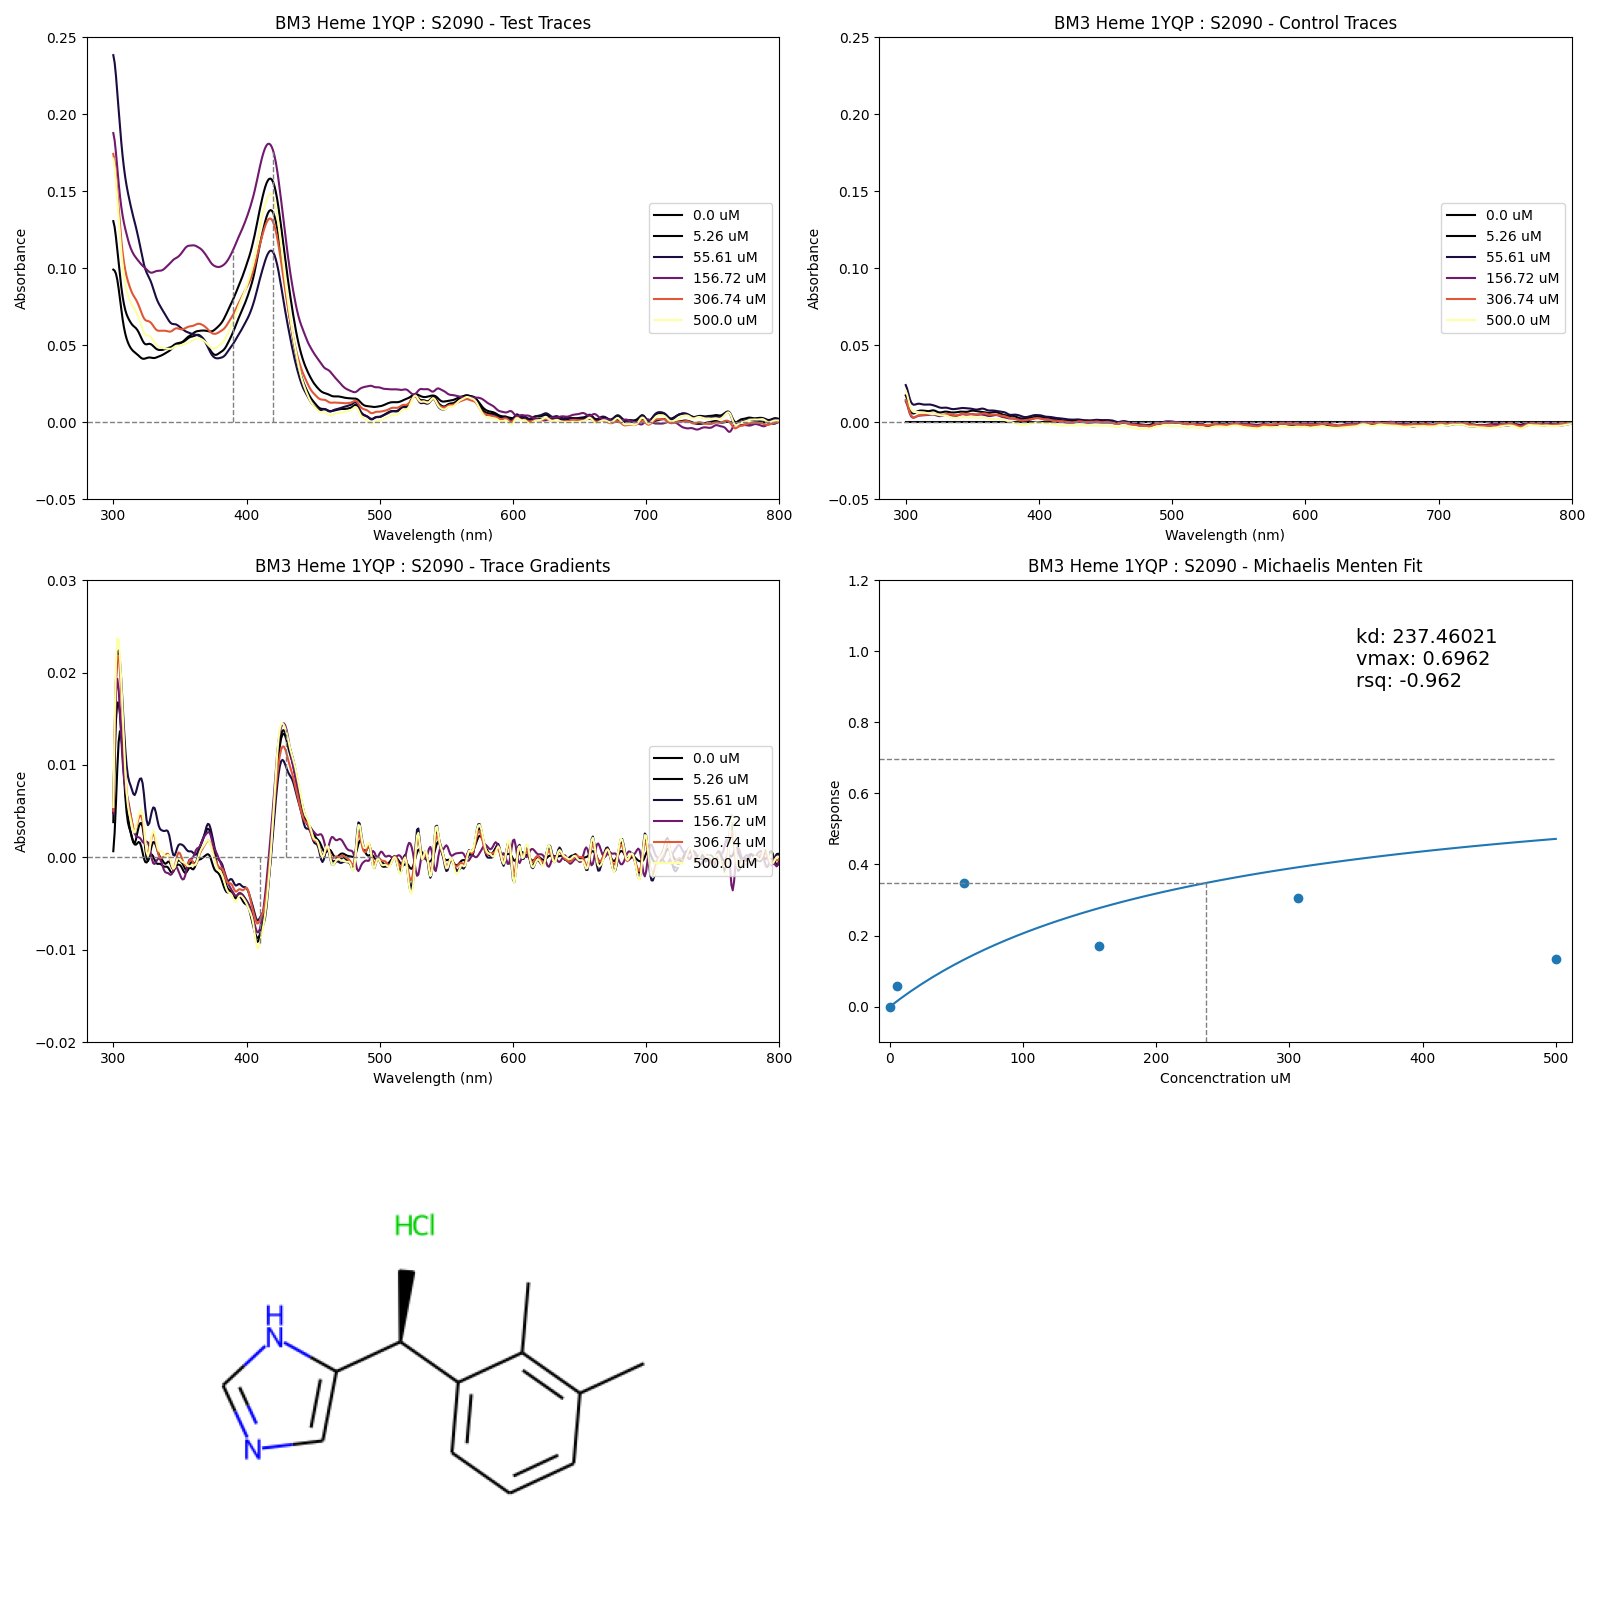 BM3 Heme 1YQP : S2090 - Test Traces
Absorbance
0.25
0.20
0.15
0.10
0.05
0.00
−0.05
0.0 uM
5.26 uM
55.61 uM
156.72 uM
306.74 uM
500.0 uM
300 400 500 600 700 800
Wavelength (nm)
BM3 Heme 1YQP : S2090 - Control Traces
Absorbance
0.25
0.20
0.15
0.10
0.05
0.00
−0.05
0.0 uM
5.26 uM
55.61 uM
156.72 uM
306.74 uM
500.0 uM
300 400 500 600 700 800
Wavelength (nm)
BM3 Heme 1YQP : S2090 - Trace Gradients
Absorbance
0.03
0.02
0.01
0.00
−0.01
−0.02
0.0 uM
5.26 uM
55.61 uM
156.72 uM
306.74 uM
500.0 uM
300 400 500 600 700 800
Wavelength (nm)
BM3 Heme 1YQP : S2090 - Michaelis Menten Fit
Response
1.2
1.0
0.8
0.6
0.4
0.2
0.0
kd: 237.46021
vmax: 0.6962
rsq: -0.962
0 100 200 300 400 500
Concenctration uM
HCl
H
N
N